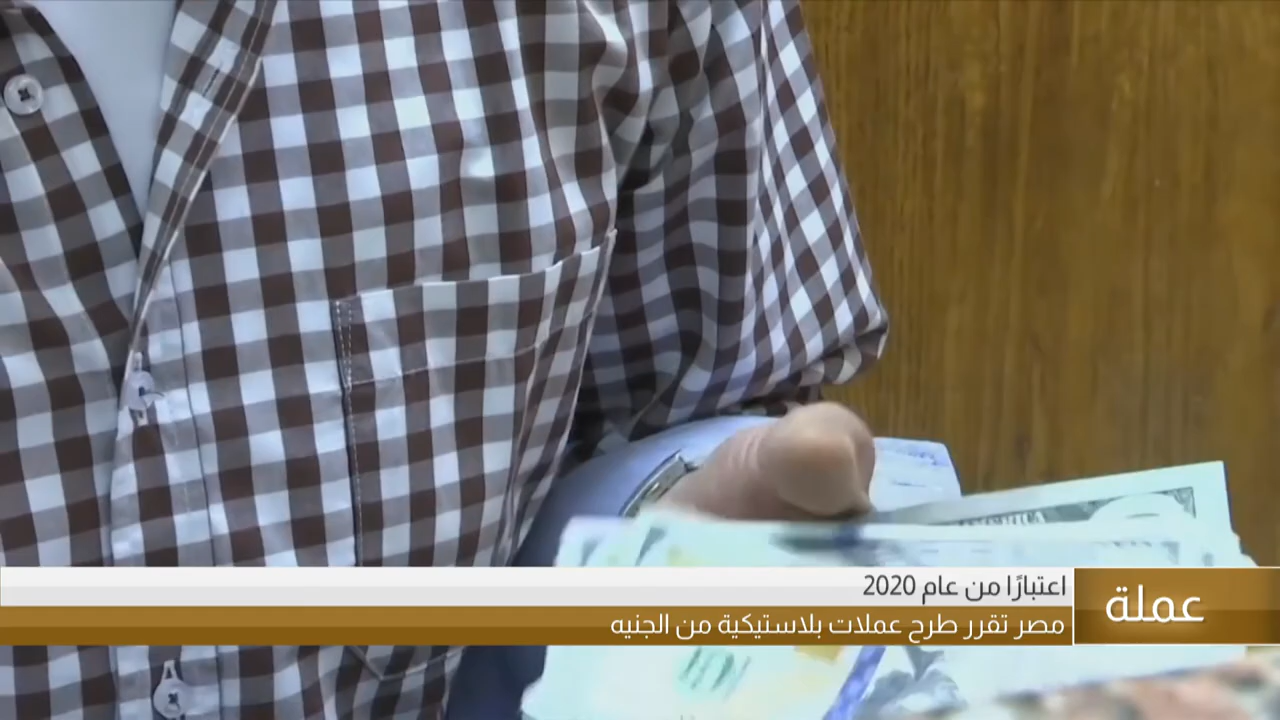 عملة
اعتبارًا من عام 2020
مصر تقرر طرح عملات بلاستيكية من الجنيه